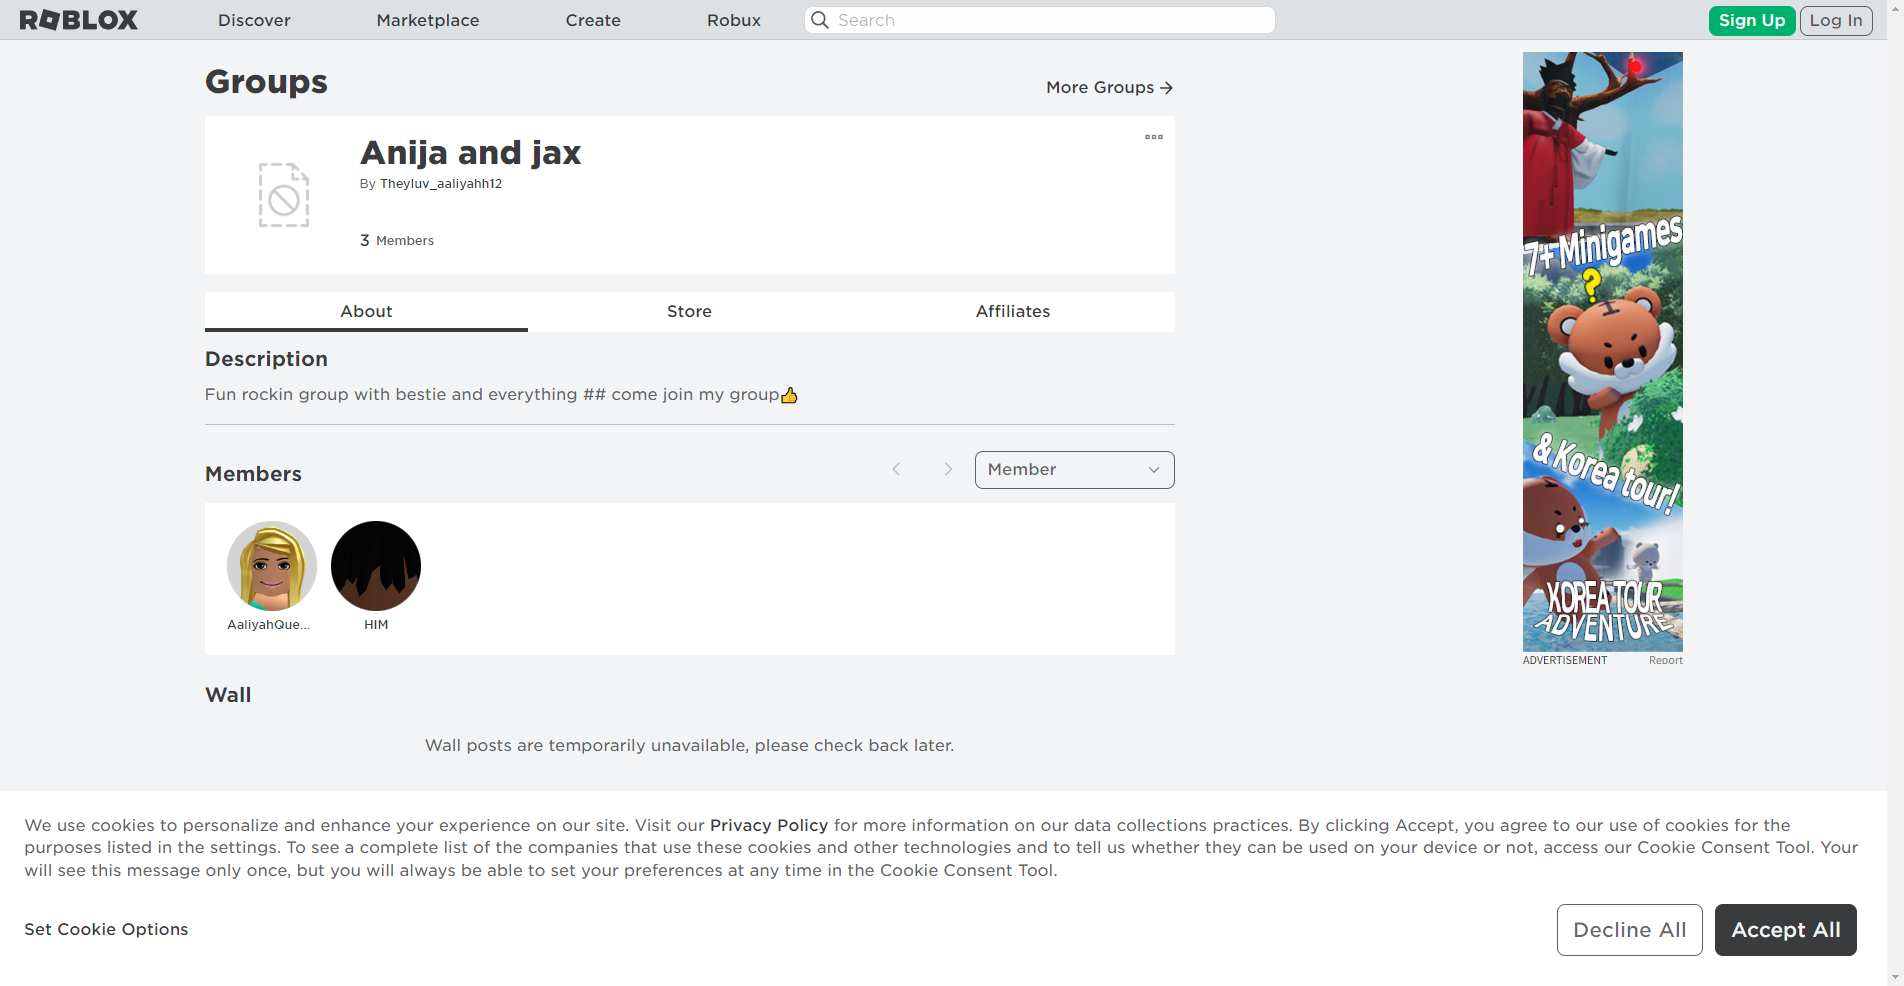 ROBLOX
Discover
Marketplace
Create
Robux
Search
Sign Up
Log In
Groups
More Groups
Anija and jax
By Theyluv_aaliyahh12
3 Members
About
Store
Affiliates
Description
Fun rockin group with bestie and everything ## come join my group👍
Members
Member
AaliyahQue...
HIM
Wall
Wall posts are temporarily unavailable, please check back later.
7+ Minigames
?
& Korea tour!
KOREA TOUR
ADVENTURE
ADVERTISEMENT
Report
We use cookies to personalize and enhance your experience on our site. Visit our Privacy Policy for more information on our data collections practices. By clicking Accept, you agree to our use of cookies for the
purposes listed in the settings. To see a complete list of the companies that use these cookies and other technologies and to tell us whether they can be used on your device or not, access our Cookie Consent Tool. Your
will see this message only once, but you will always be able to set your preferences at any time in the Cookie Consent Tool.
Set Cookie Options
Decline All
Accept All